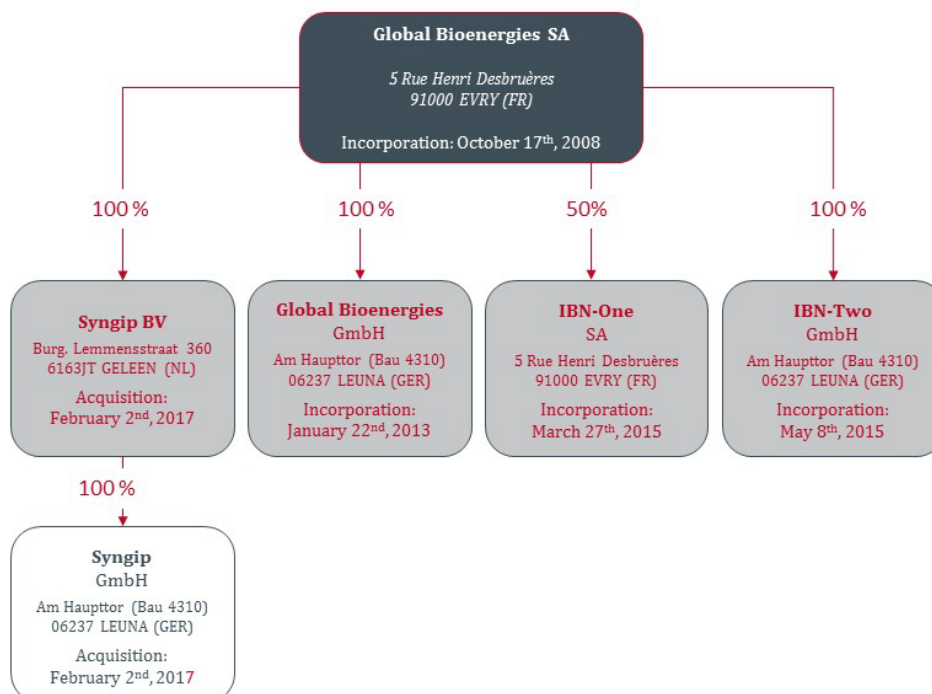 Global Bioenergies SA
5 Rue Henri Desbruères
91000 EVRY (FR)
Incorporation: October 17th, 2008
100 %
100 %
50%
100 %
Syngip BV
Burg. Lemmensstraat 360
6163JT GELEEN (NL)
Acquisition:
February 2nd, 2017
Global Bioenergies
GmbH
Am Haupttor (Bau 4310)
06237 LEUNA (GER)
Incorporation:
January 22nd, 2013
IBN-One
SA
5 Rue Henri Desbruères
91000 EVRY (FR)
Incorporation:
March 27th, 2015
IBN-Two
GmbH
Am Haupttor (Bau 4310)
06237 LEUNA (GER)
Incorporation:
May 8th, 2015
100 %
Syngip
GmbH
Am Haupttor (Bau 4310)
06237 LEUNA (GER)
Acquisition:
February 2nd, 2017